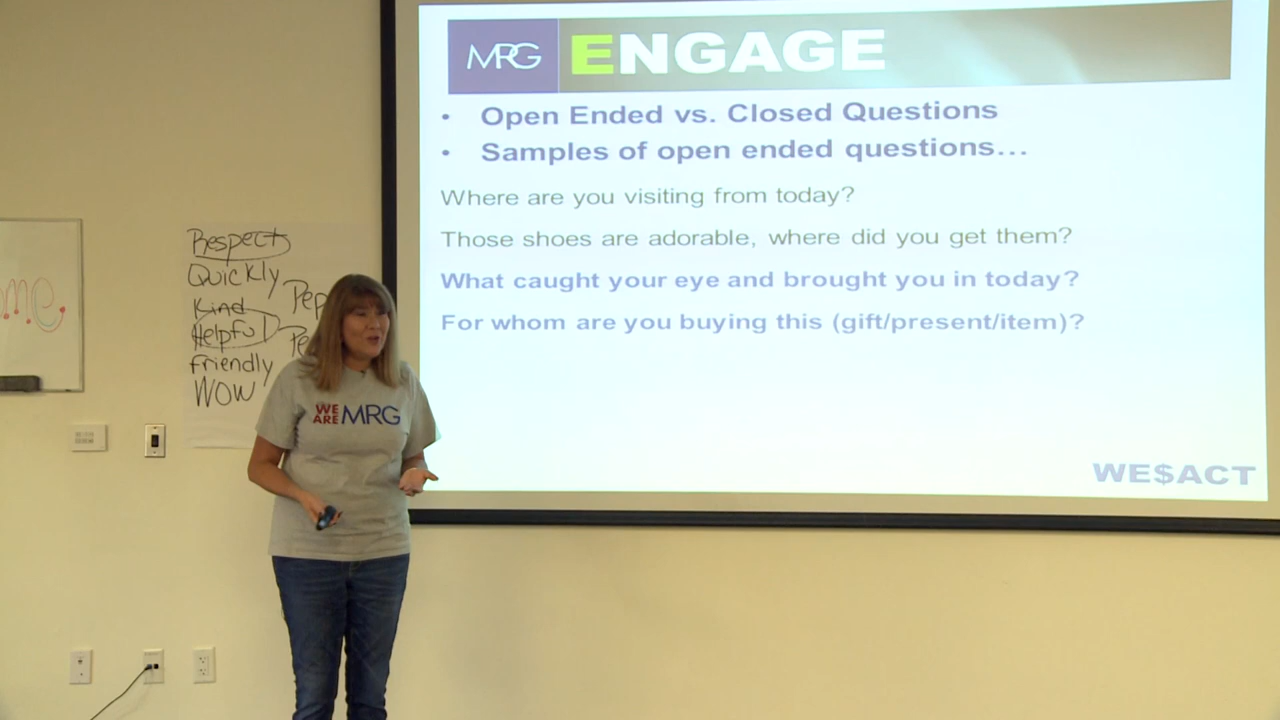 MRG ENGAGE
• Open Ended vs. Closed Questions
• Samples of open ended questions…
Where are you visiting from today?
Those shoes are adorable, where did you get them?
What caught your eye and brought you in today?
For whom are you buying this (gift/present/item)?
WE$ACT
Respect
Quickly
Kind
Helpful
friendly
WOW
WE
ARE MRG